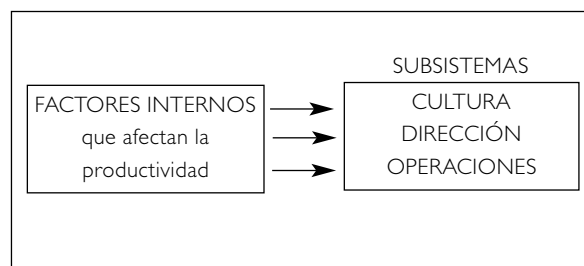 SUBSISTEMAS
FACTORES INTERNOS
que afectan la
productividad
CULTURA
DIRECCIÓN
OPERACIONES